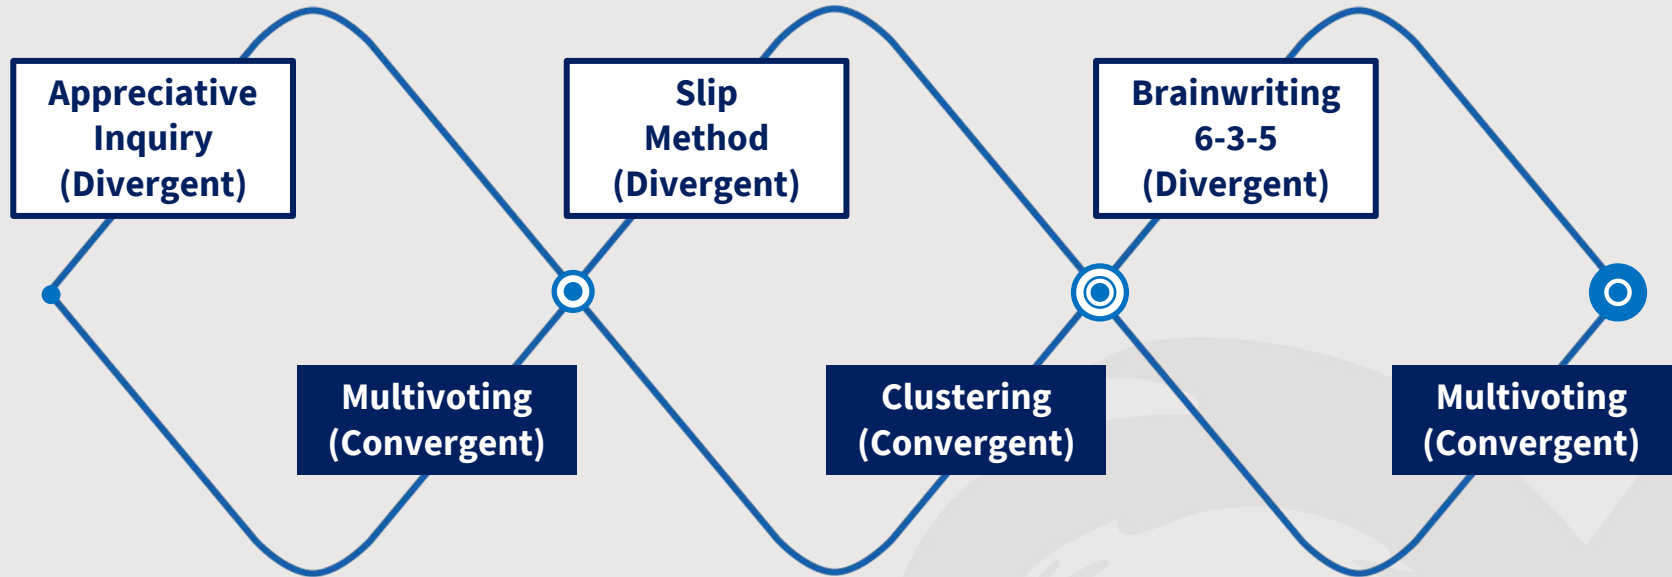 Appreciative
Inquiry
(Divergent)
Multivoting
(Convergent)
Slip
Method
(Divergent)
Clustering
(Convergent)
Brainwriting
6-3-5
(Divergent)
Multivoting
(Convergent)